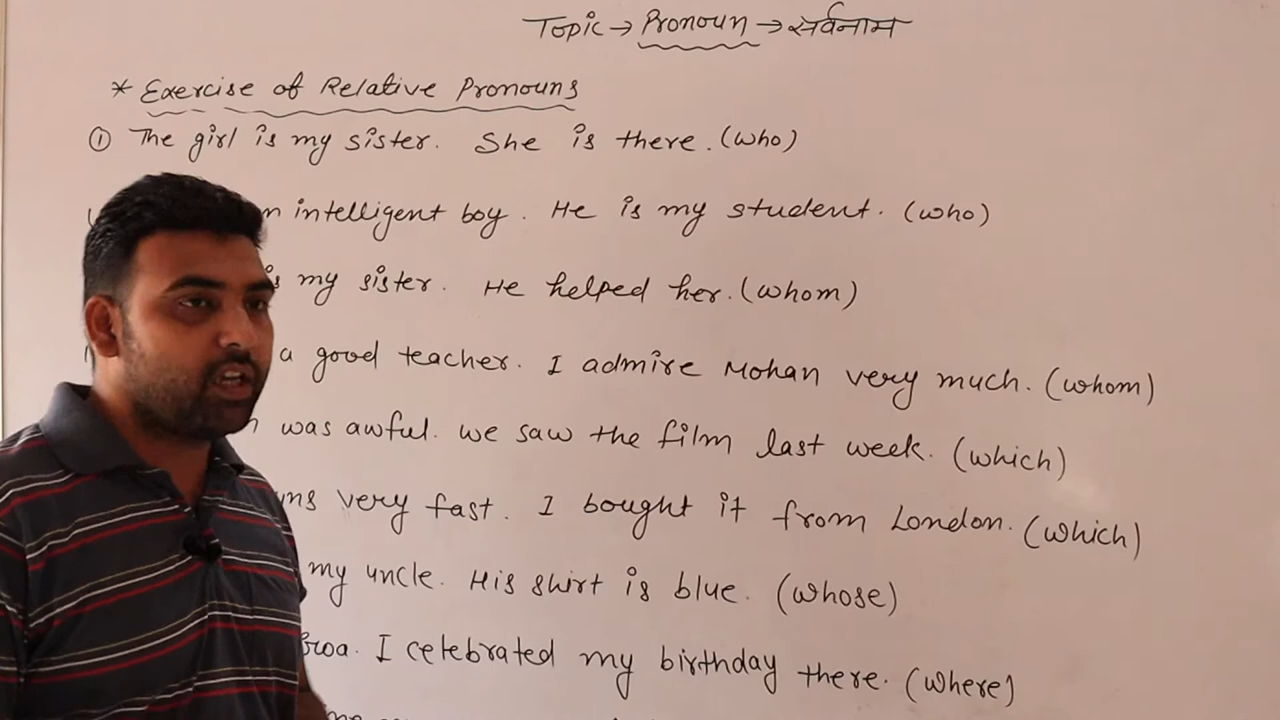 Topic → Pronoun → सर्वनाम
* Exercise of Relative Pronouns
① The girl is my sister. She is there. (who)
intelligent boy. He is my student. (who)
is my sister. He helped her. (whom)
a good teacher. I admire Mohan very much. (whom)
was awful. we saw the film last week. (which)
very fast. I bought it from London. (which)
my uncle. His shirt is blue. (whose)
I celebrated my birthday there. (where)